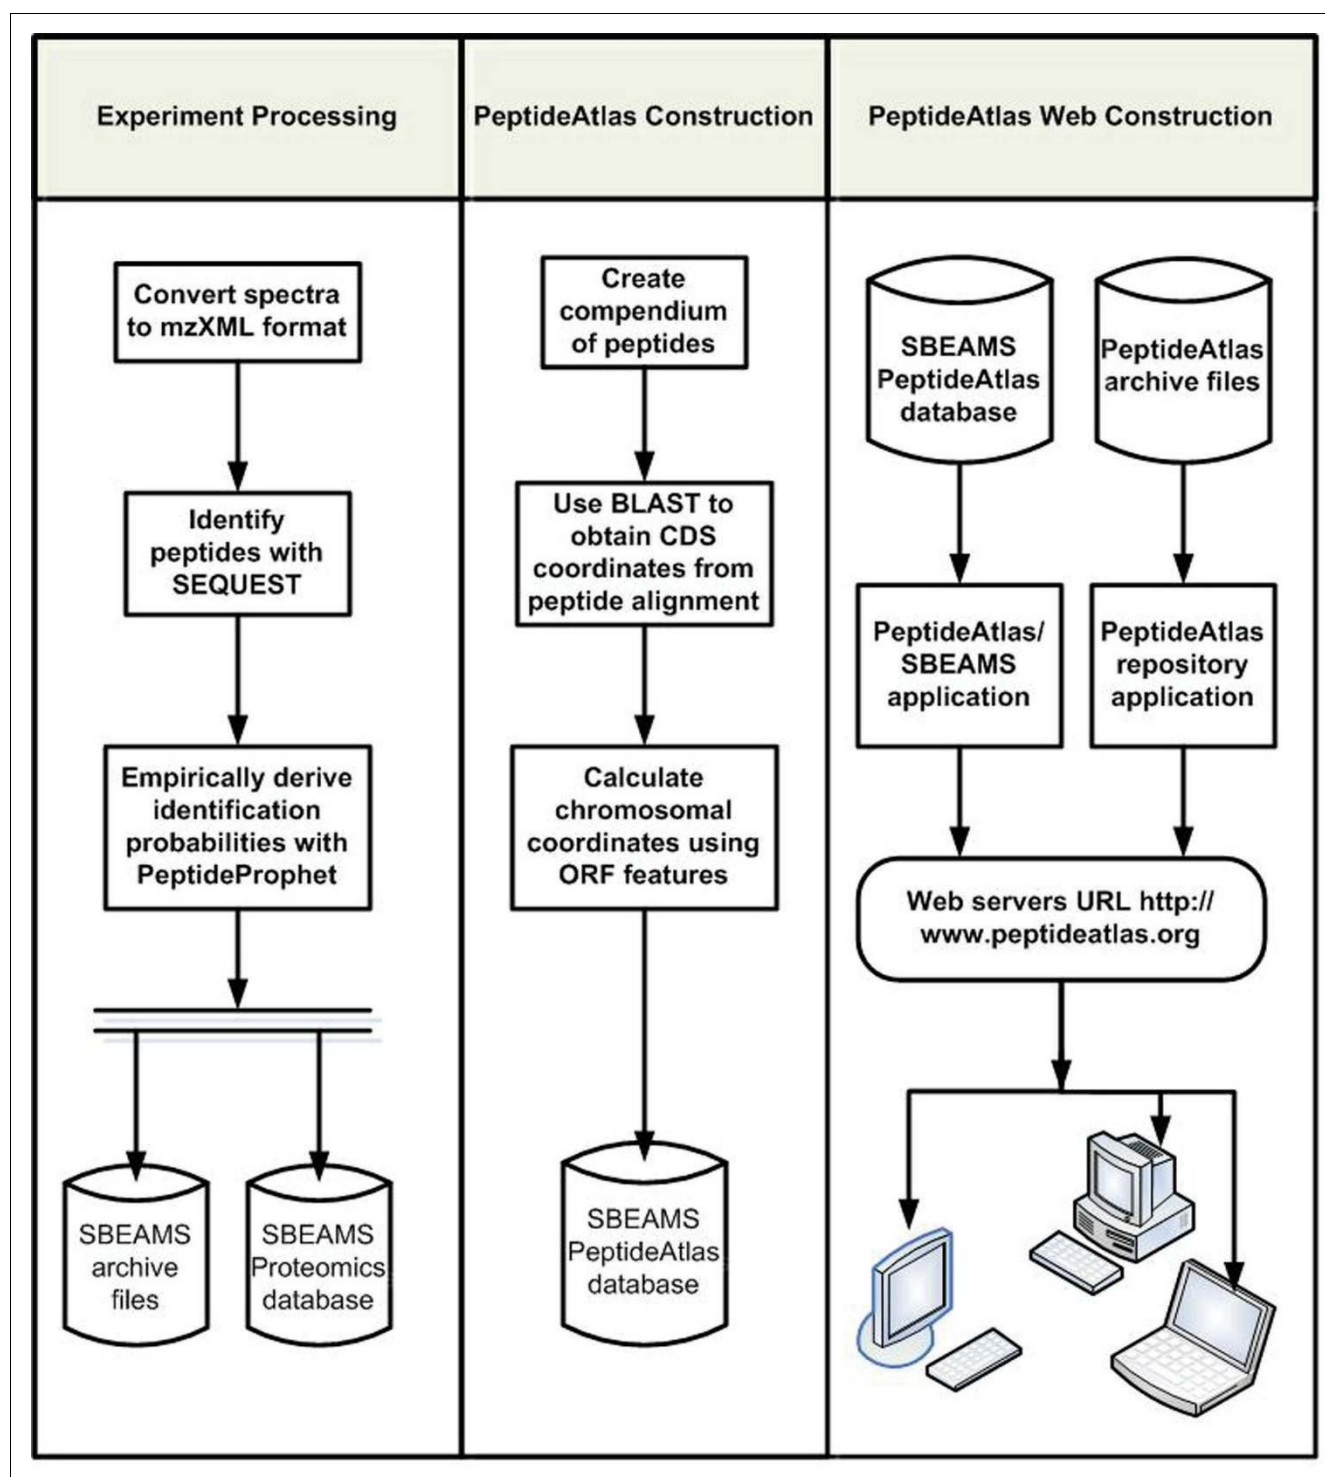 Experiment Processing
PeptideAtlas Construction
PeptideAtlas Web Construction
Convert spectra
to mzXML format
Identify
peptides with
SEQUEST
Empirically derive
identification
probabilities with
PeptideProphet
SBEAMS
archive
files
SBEAMS
Proteomics
database
Create
compendium
of peptides
Use BLAST to
obtain CDS
coordinates from
peptide alignment
Calculate
chromosomal
coordinates using
ORF features
SBEAMS
PeptideAtlas
database
SBEAMS
PeptideAtlas
database
PeptideAtlas
archive files
PeptideAtlas/
SBEAMS
application
PeptideAtlas
repository
application
Web servers URL http://
www.peptideatlas.org